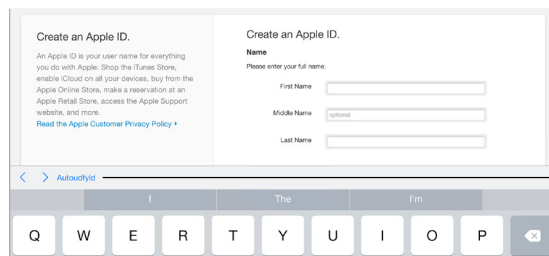 Create an Apple ID.
An Apple ID is your user name for everything
you do with Apple: Shop the iTunes Store,
enable iCloud on all your devices, buy from the
Apple Online Store, make a reservation at an
Apple Retail Store, access the Apple Support
website, and more.
Read the Apple Customer Privacy Policy
Create an Apple ID.
Name
Please enter your full name.
First Name
Middle Name optional
Last Name
Autoudfyld
I The I'm
Q W E R T Y U I O P